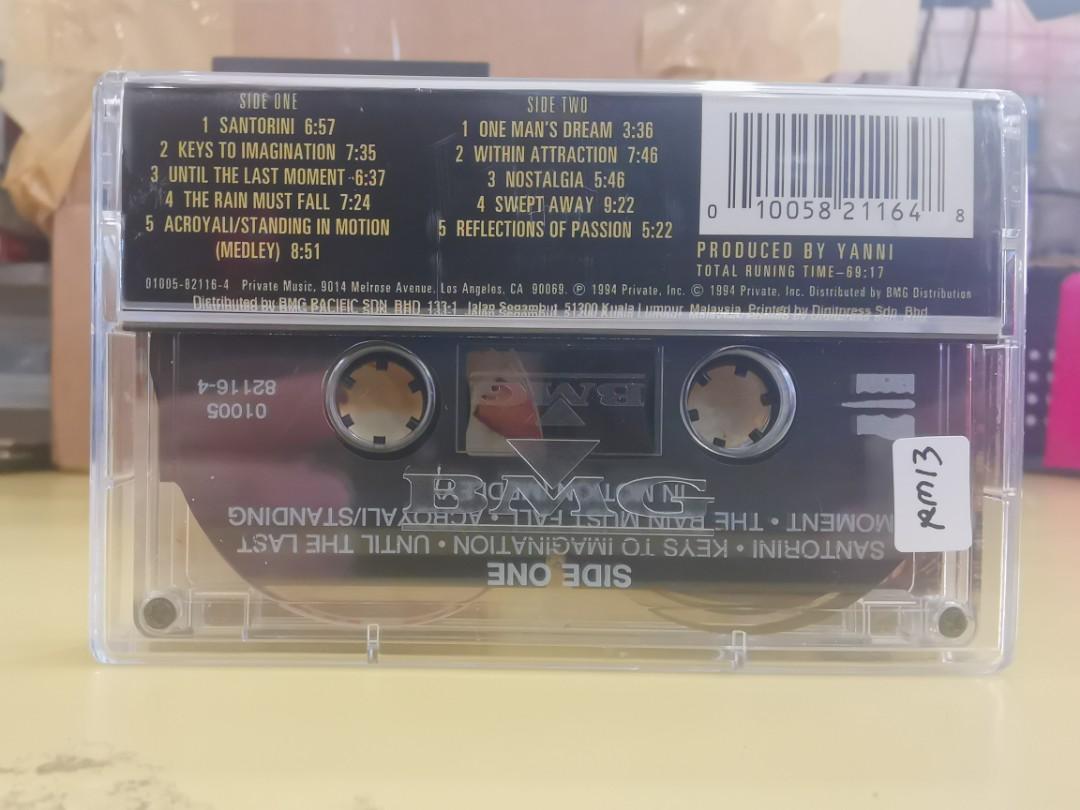 SIDE ONE
1 SANTORINI 6:57
2 KEYS TO IMAGINATION 7:35
3 UNTIL THE LAST MOMENT 6:37
4 THE RAIN MUST FALL 7:24
5 ACROYALI/STANDING IN MOTION
(MEDLEY) 8:51
SIDE TWO
1 ONE MAN'S DREAM 3:36
2 WITHIN ATTRACTION 7:46
3 NOSTALGIA 5:46
4 SWEPT AWAY 9:22
5 REFLECTIONS OF PASSION 5:22
0 10058 21164 8
PRODUCED BY YANNI
TOTAL RUNING TIME—69:17
01005-82116-4 Private Music, 9014 Melrose Avenue, Los Angeles, CA 90069. Ⓟ 1994 Private, Inc. © 1994 Private, Inc. Distributed by BMG Distribution
Distributed by BMG PACIFIC SDN BHD 133-1 Jalan Segambut 51200 Kuala Lumpur Malaysia Printed by Digitpress Sdn Bhd
BMG
BMG
rm13
SIDE ONE
SANTORINI • KEYS TO IMAGINATION • UNTIL THE LAST
MOMENT • THE RAIN MUST FALL • ACROYALI/STANDING
IN MOTION
01005
82116-4